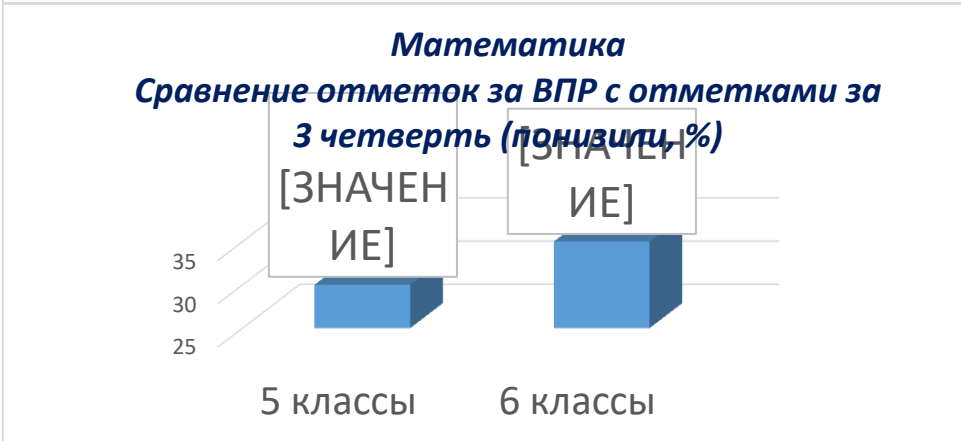 Математика
Сравнение отметок за ВПР с отметками за
3 четверть (понизили, %)
[ЗНАЧЕН
ИЕ]
[ЗНАЧЕН
ИЕ]
35
30
25
5 классы
6 классы